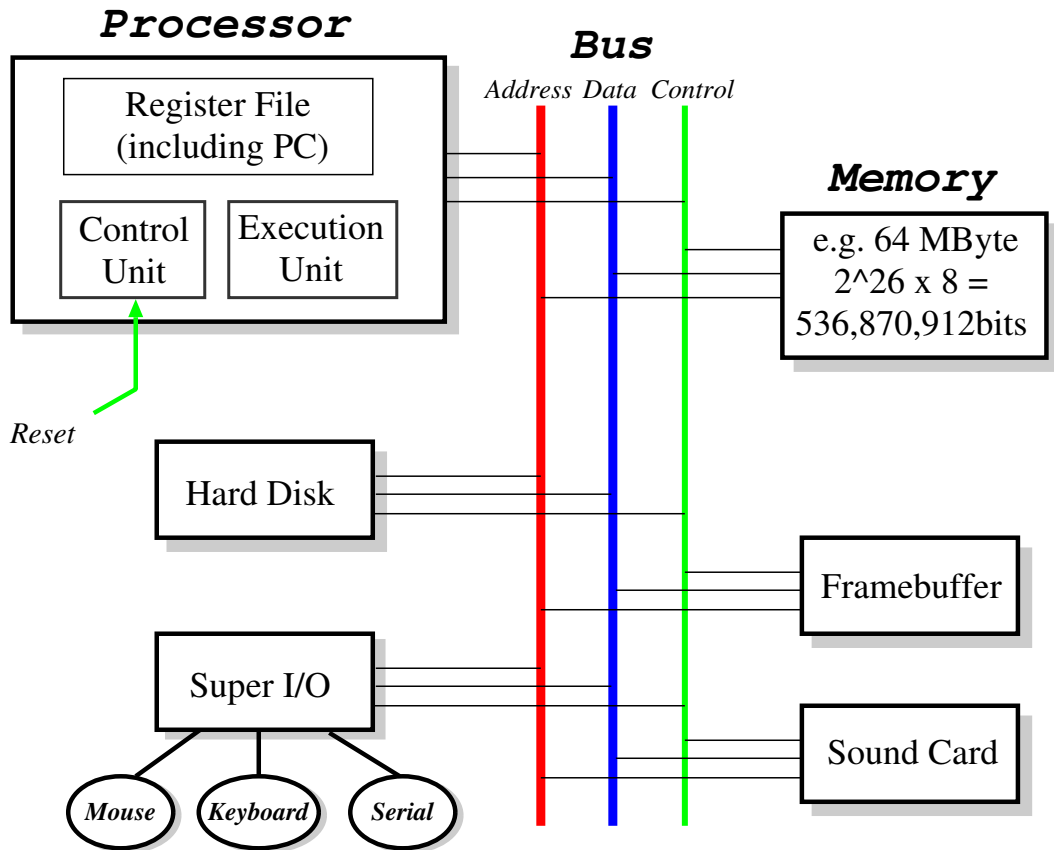 Processor
Bus
Address Data Control
Register File
(including PC)
Control
Unit
Execution
Unit
Memory
e.g. 64 MByte
2^26 x 8 =
536,870,912bits
Reset
Hard Disk
Framebuffer
Super I/O
Sound Card
Mouse
Keyboard
Serial